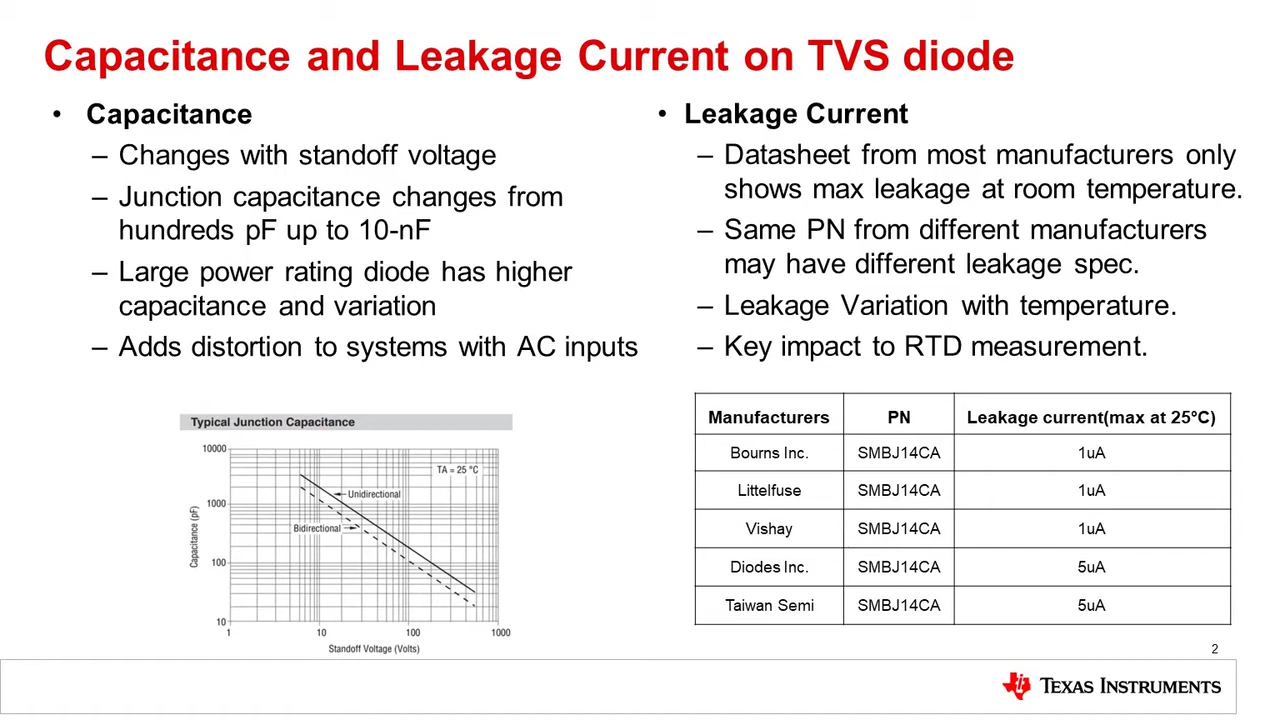 Capacitance and Leakage Current on TVS diode
• Capacitance
– Changes with standoff voltage
– Junction capacitance changes from
hundreds pF up to 10-nF
– Large power rating diode has higher
capacitance and variation
– Adds distortion to systems with AC inputs
• Leakage Current
– Datasheet from most manufacturers only
shows max leakage at room temperature.
– Same PN from different manufacturers
may have different leakage spec.
– Leakage Variation with temperature.
– Key impact to RTD measurement.
Typical Junction Capacitance
10000
1000
100
10
Capacitance (pF)
TA = 25 °C
Unidirectional
Bidirectional
1 10 100 1000
Standoff Voltage (Volts)
Manufacturers PN Leakage current(max at 25°C)
Bourns Inc. SMBJ14CA 1uA
Littelfuse SMBJ14CA 1uA
Vishay SMBJ14CA 1uA
Diodes Inc. SMBJ14CA 5uA
Taiwan Semi SMBJ14CA 5uA
2
TEXAS INSTRUMENTS